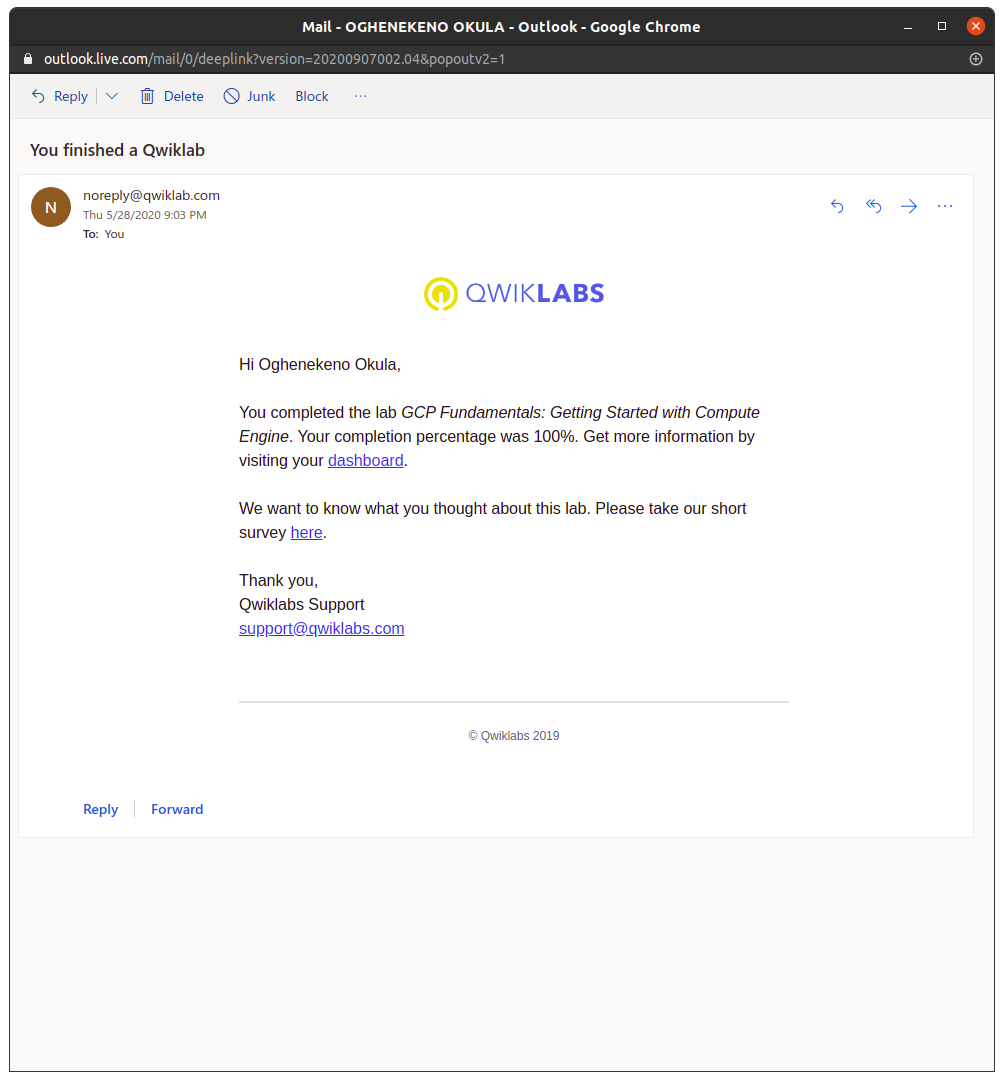 Mail - OGHENEKENO OKULA - Outlook - Google Chrome
outlook.live.com/mail/0/deeplink?version=20200907002.04&popoutv2=1
Reply Delete Junk Block ...
You finished a Qwiklab
N
noreply@qwiklab.com
Thu 5/28/2020 9:03 PM
To: You
QWIKLABS
Hi Oghenekeno Okula,
You completed the lab GCP Fundamentals: Getting Started with Compute
Engine. Your completion percentage was 100%. Get more information by
visiting your dashboard.
We want to know what you thought about this lab. Please take our short
survey here.
Thank you,
Qwiklabs Support
support@qwiklabs.com
© Qwiklabs 2019
Reply Forward